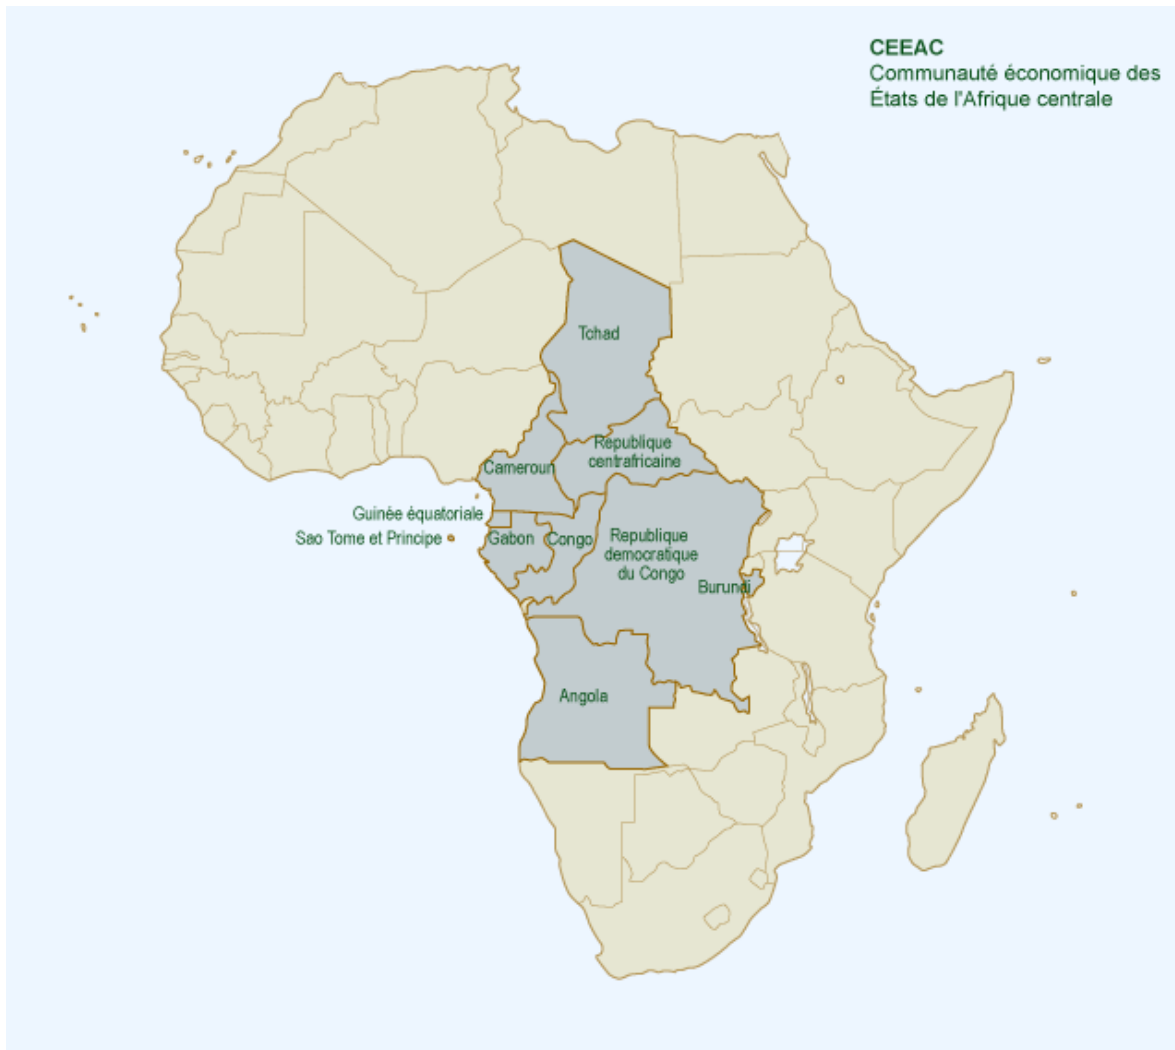 CEEAC
Communauté économique des
États de l'Afrique centrale
Tchad
Republique
centrafricaine
Cameroun
Guinée équatoriale
Sao Tome et Principe
Gabon
Congo
Republique
democratique
du Congo
Burundi
Angola